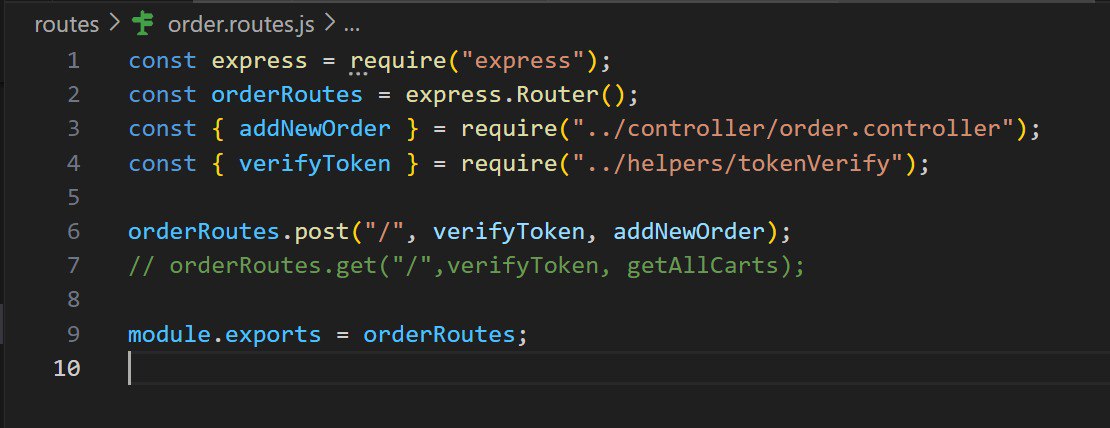 routes > order.routes.js > ...
1 const express = require("express");
2 const orderRoutes = express.Router();
3 const { addNewOrder } = require("../controller/order.controller");
4 const { verifyToken } = require("../helpers/tokenVerify");
5
6 orderRoutes.post("/", verifyToken, addNewOrder);
7 // orderRoutes.get("/",verifyToken, getAllCarts);
8
9 module.exports = orderRoutes;
10